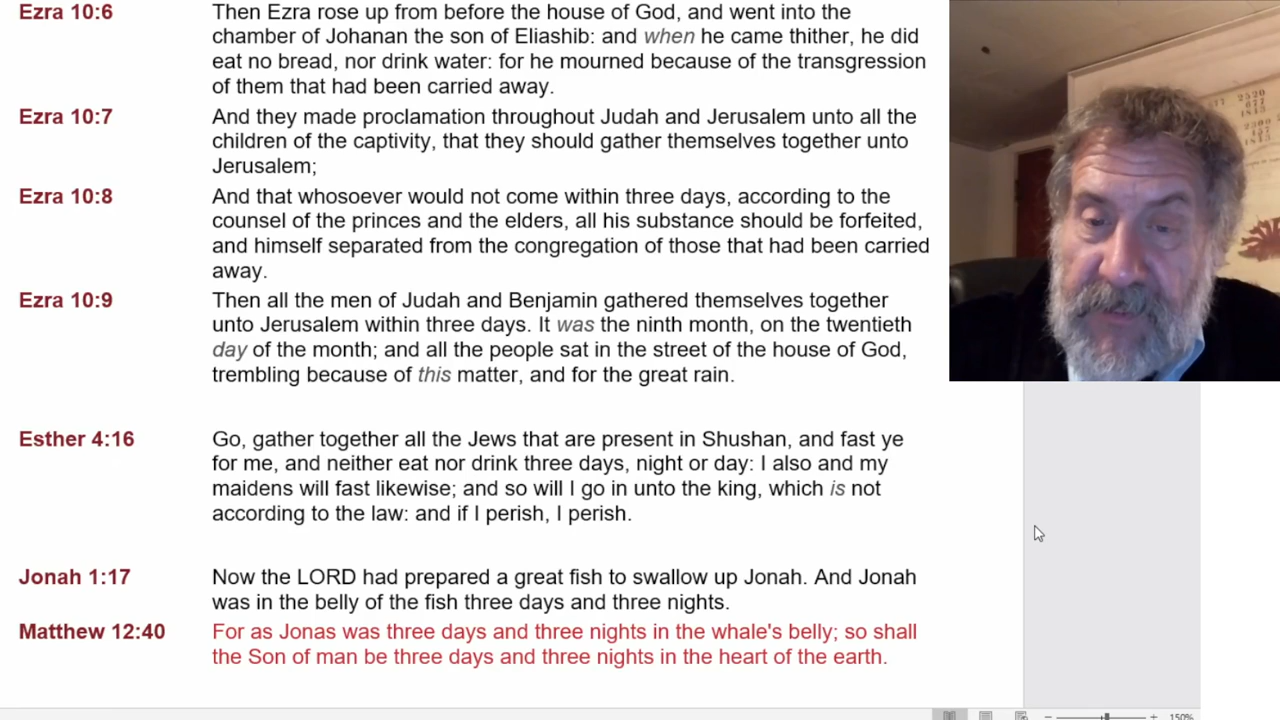 Ezra 10:6 Then Ezra rose up from before the house of God, and went into the
chamber of Johanan the son of Eliashib: and when he came thither, he did
eat no bread, nor drink water: for he mourned because of the transgression
of them that had been carried away.
Ezra 10:7 And they made proclamation throughout Judah and Jerusalem unto all the
children of the captivity, that they should gather themselves together unto
Jerusalem;
Ezra 10:8 And that whosoever would not come within three days, according to the
counsel of the princes and the elders, all his substance should be forfeited,
and himself separated from the congregation of those that had been carried
away.
Ezra 10:9 Then all the men of Judah and Benjamin gathered themselves together
unto Jerusalem within three days. It was the ninth month, on the twentieth
day of the month; and all the people sat in the street of the house of God,
trembling because of this matter, and for the great rain.
Esther 4:16 Go, gather together all the Jews that are present in Shushan, and fast ye
for me, and neither eat nor drink three days, night or day: I also and my
maidens will fast likewise; and so will I go in unto the king, which is not
according to the law: and if I perish, I perish.
Jonah 1:17 Now the LORD had prepared a great fish to swallow up Jonah. And Jonah
was in the belly of the fish three days and three nights.
Matthew 12:40 For as Jonas was three days and three nights in the whale's belly; so shall
the Son of man be three days and three nights in the heart of the earth.
2520
677
1843
150%